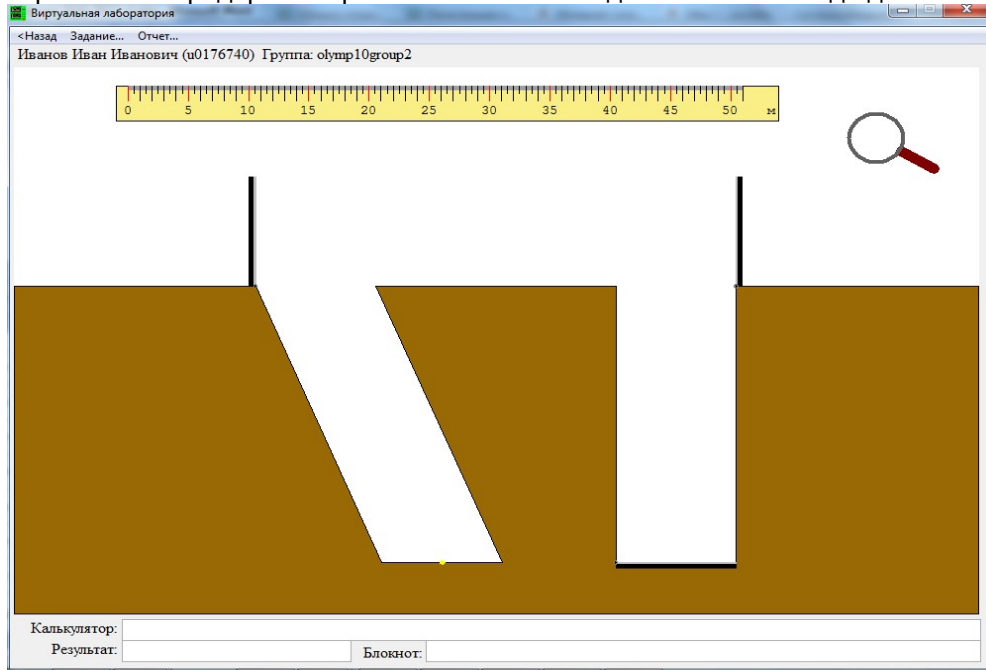 Виртуальная лаборатория
<Назад Задание... Отчет...
Иванов Иван Иванович (u0176740) Группа: olymp10group2
0 5 10 15 20 25 30 35 40 45 50 м
Калькулятор:
Результат: Блокнот: